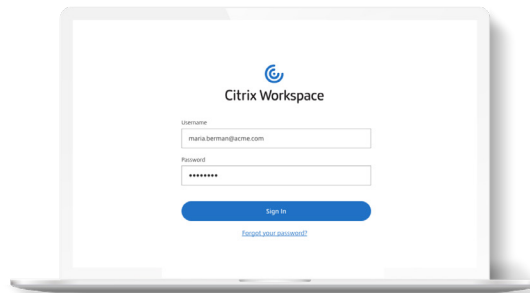 Citrix Workspace
Username
maria.berman@acme.com
Password
••••••••
Sign In
Forgot your password?